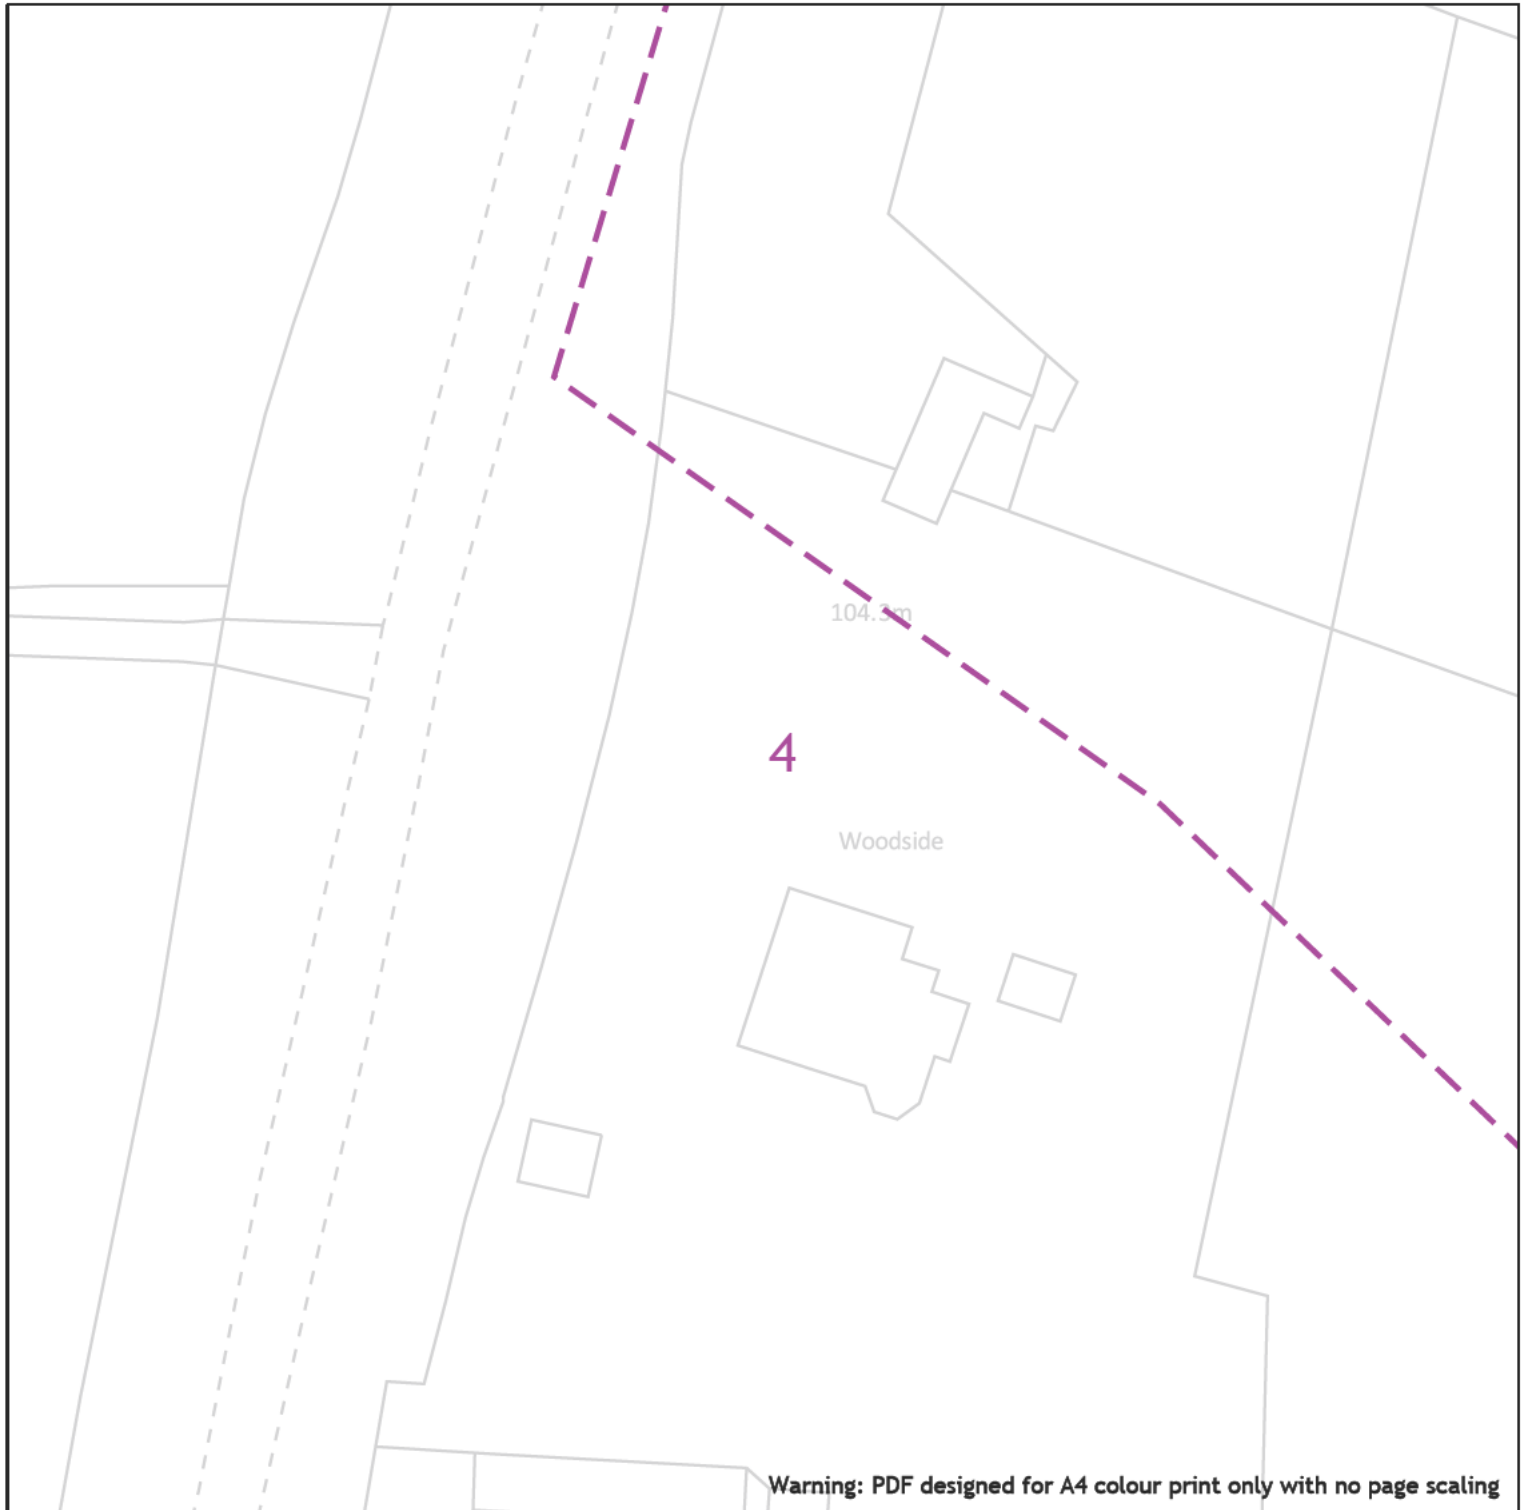 104.3m
4
Woodside
Warning: PDF designed for A4 colour print only with no page scaling